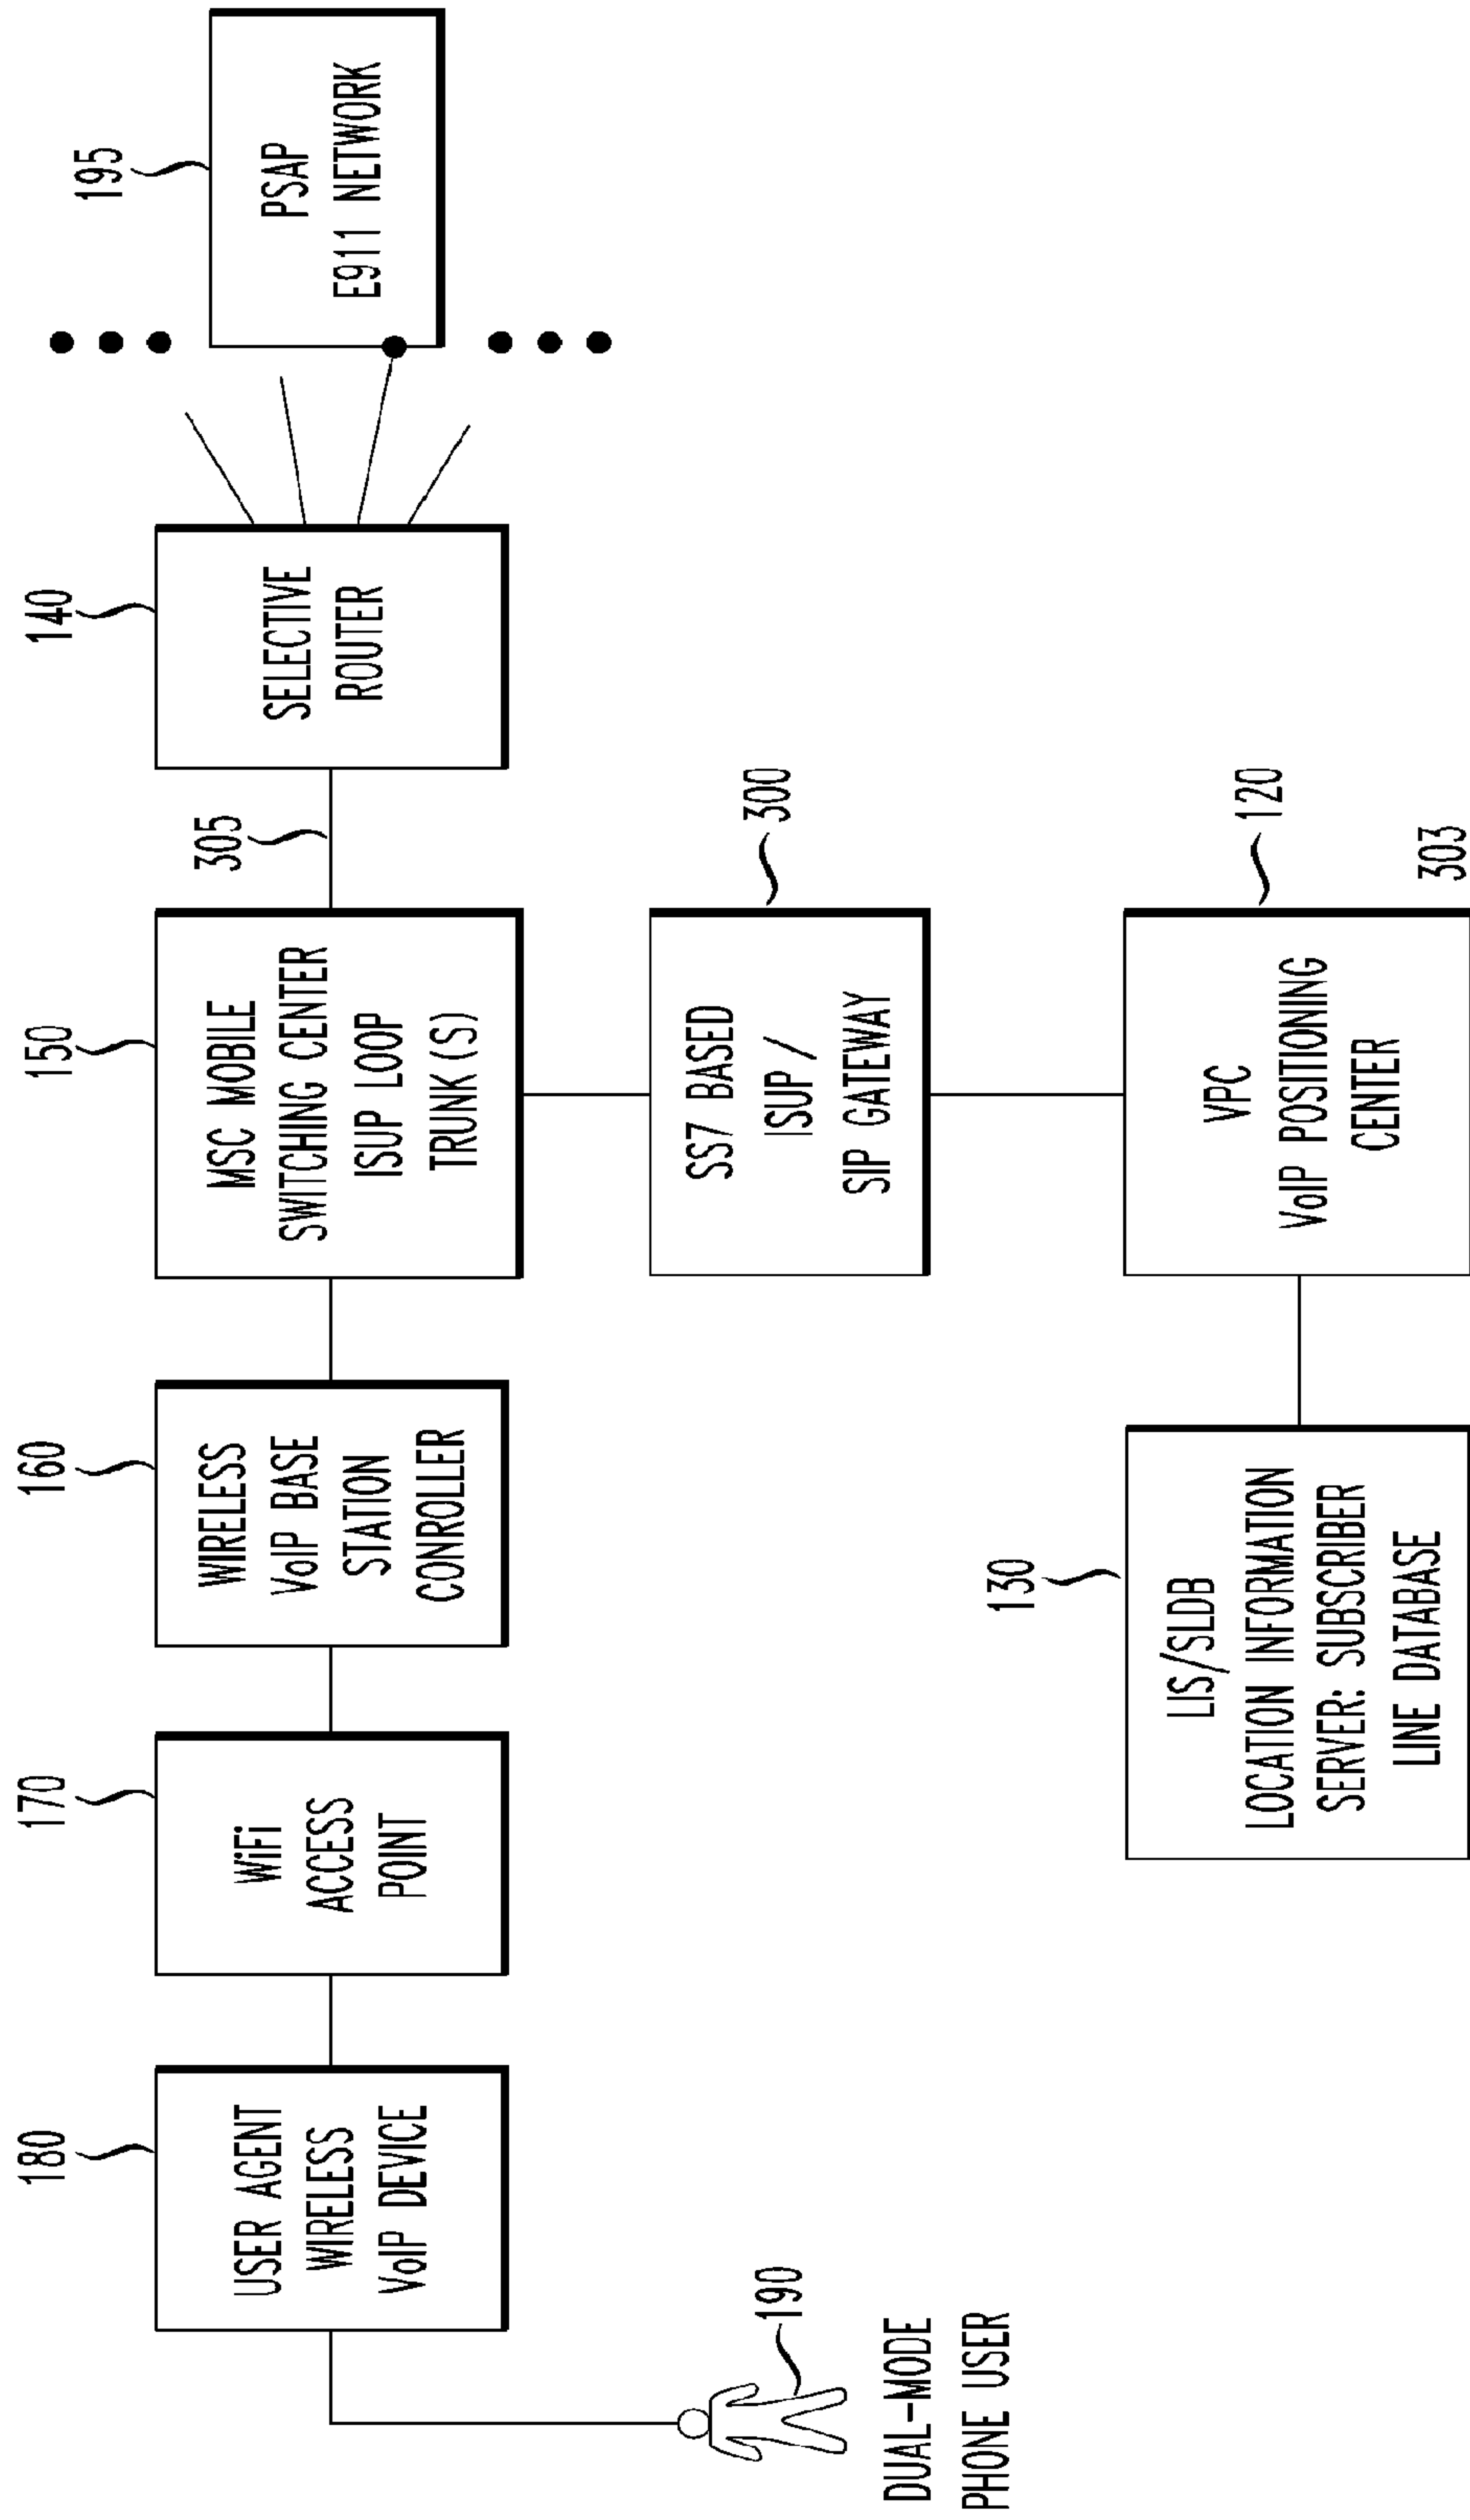 180
USER AGENT
WIRELESS
VoIP DEVICE
170
WiFi
ACCESS
POINT
160
WIRELESS
VoIP BASE
STATION
CONROLLER
150
MSC MOBILE
SWITCHING CENTER
ISUP LOOP
TRUNK(S)
305
140
SELECTIVE
ROUTER
195
PSAP
E911 NETWORK
190
DUAL-MODE
PHONE USER
300
SS7 BASED
ISUP/
SIP GATEWAY
130
LIS/SLDB
LOCATION INFORMATION
SERVER; SUBSCRIBER
LINE DATABASE
120
VPC
VoIP POSITIONING
CENTER
303